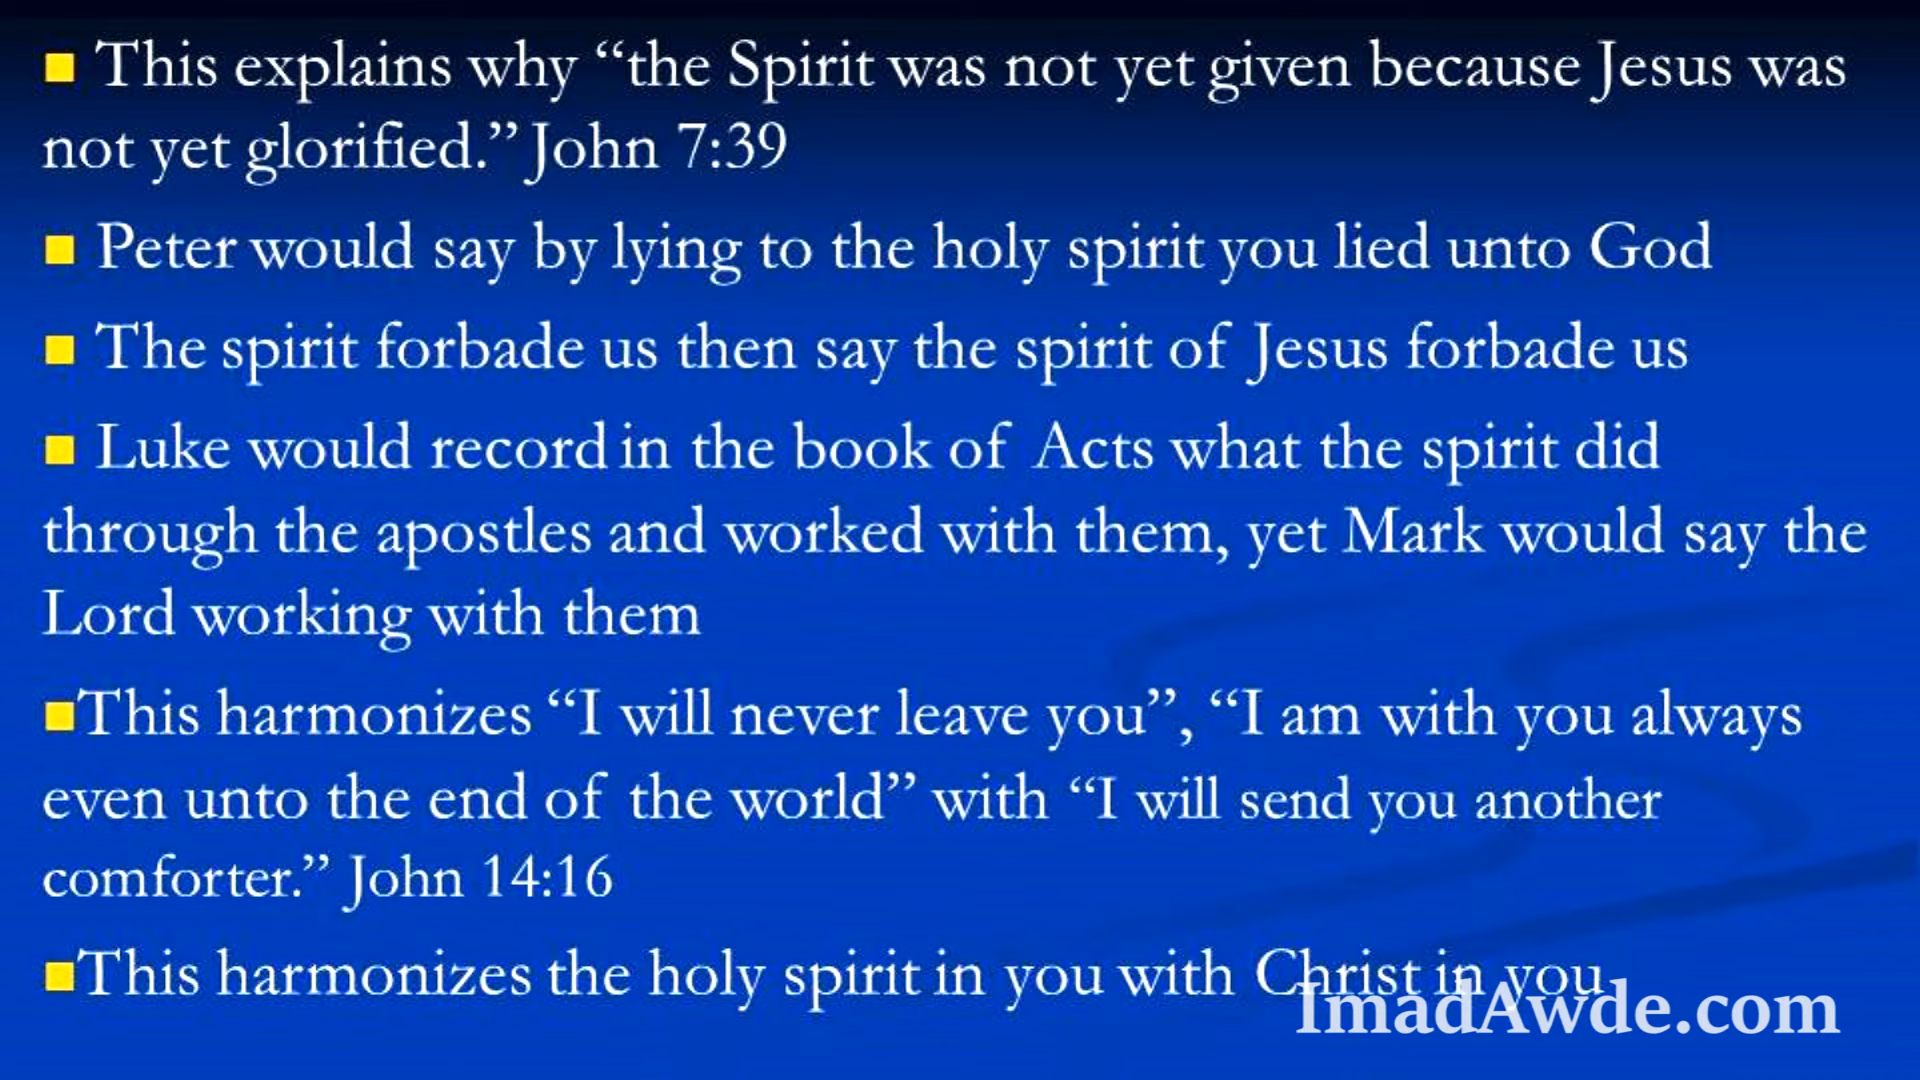 ■ This explains why “the Spirit was not yet given because Jesus was
not yet glorified.” John 7:39
■ Peter would say by lying to the holy spirit you lied unto God
■ The spirit forbade us then say the spirit of Jesus forbade us
■ Luke would record in the book of Acts what the spirit did
through the apostles and worked with them, yet Mark would say the
Lord working with them
■This harmonizes “I will never leave you”, “I am with you always
even unto the end of the world” with “I will send you another
comforter.” John 14:16
■This harmonizes the holy spirit in you with Christ in you
ImadAwde.com